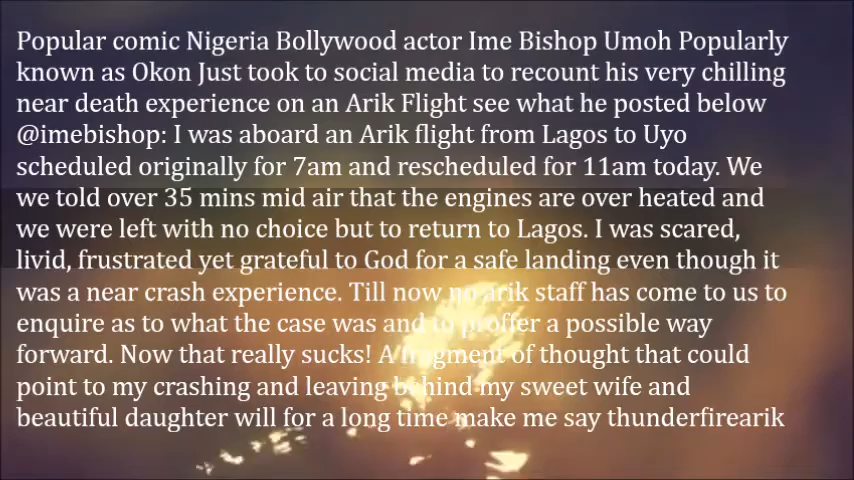 Popular comic Nigeria Bollywood actor Ime Bishop Umoh Popularly
known as Okon Just took to social media to recount his very chilling
near death experience on an Arik Flight see what he posted below
@imebishop: I was aboard an Arik flight from Lagos to Uyo
scheduled originally for 7am and rescheduled for 11am today. We
we told over 35 mins mid air that the engines are over heated and
we were left with no choice but to return to Lagos. I was scared,
livid, frustrated yet grateful to God for a safe landing even though it
was a near crash experience. Till now no arik staff has come to us to
enquire as to what the case was and to proffer a possible way
forward. Now that really sucks! A fragment of thought that could
point to my crashing and leaving behind my sweet wife and
beautiful daughter will for a long time make me say thunderfirearik